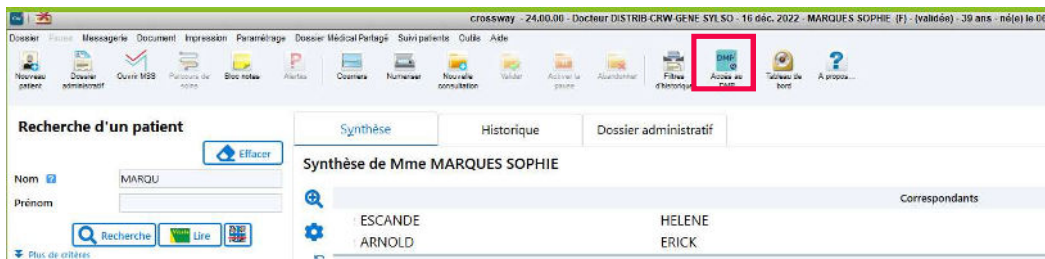 crossway - 24.00.00 - Docteur DISTRIB-CRW-GENE SYLSO - 16 déc. 2022 - MARQUES SOPHIE (F) - (validée) - 39 ans - né(e) le 06
Dossier Pause Messagerie Document Impression Paramétrage Dossier Médical Partagé Suivi patients Outils Aide
Nouveau patient Dossier administratif Ouvrir MSS Parcours de soins Bloc notes Alertes Courriers Numériser Nouvelle consultation Valider Activer la pause Abandonner Filtres d'historique DMP Accès au DMP Tableau de bord A propos...
Recherche d'un patient
Effacer
Nom
MARQU
Prénom
Recherche
Vitale
Lire
Plus de critères
Synthèse Historique Dossier administratif
Synthèse de Mme MARQUES SOPHIE
Correspondants
ESCANDE HELENE
ARNOLD ERICK